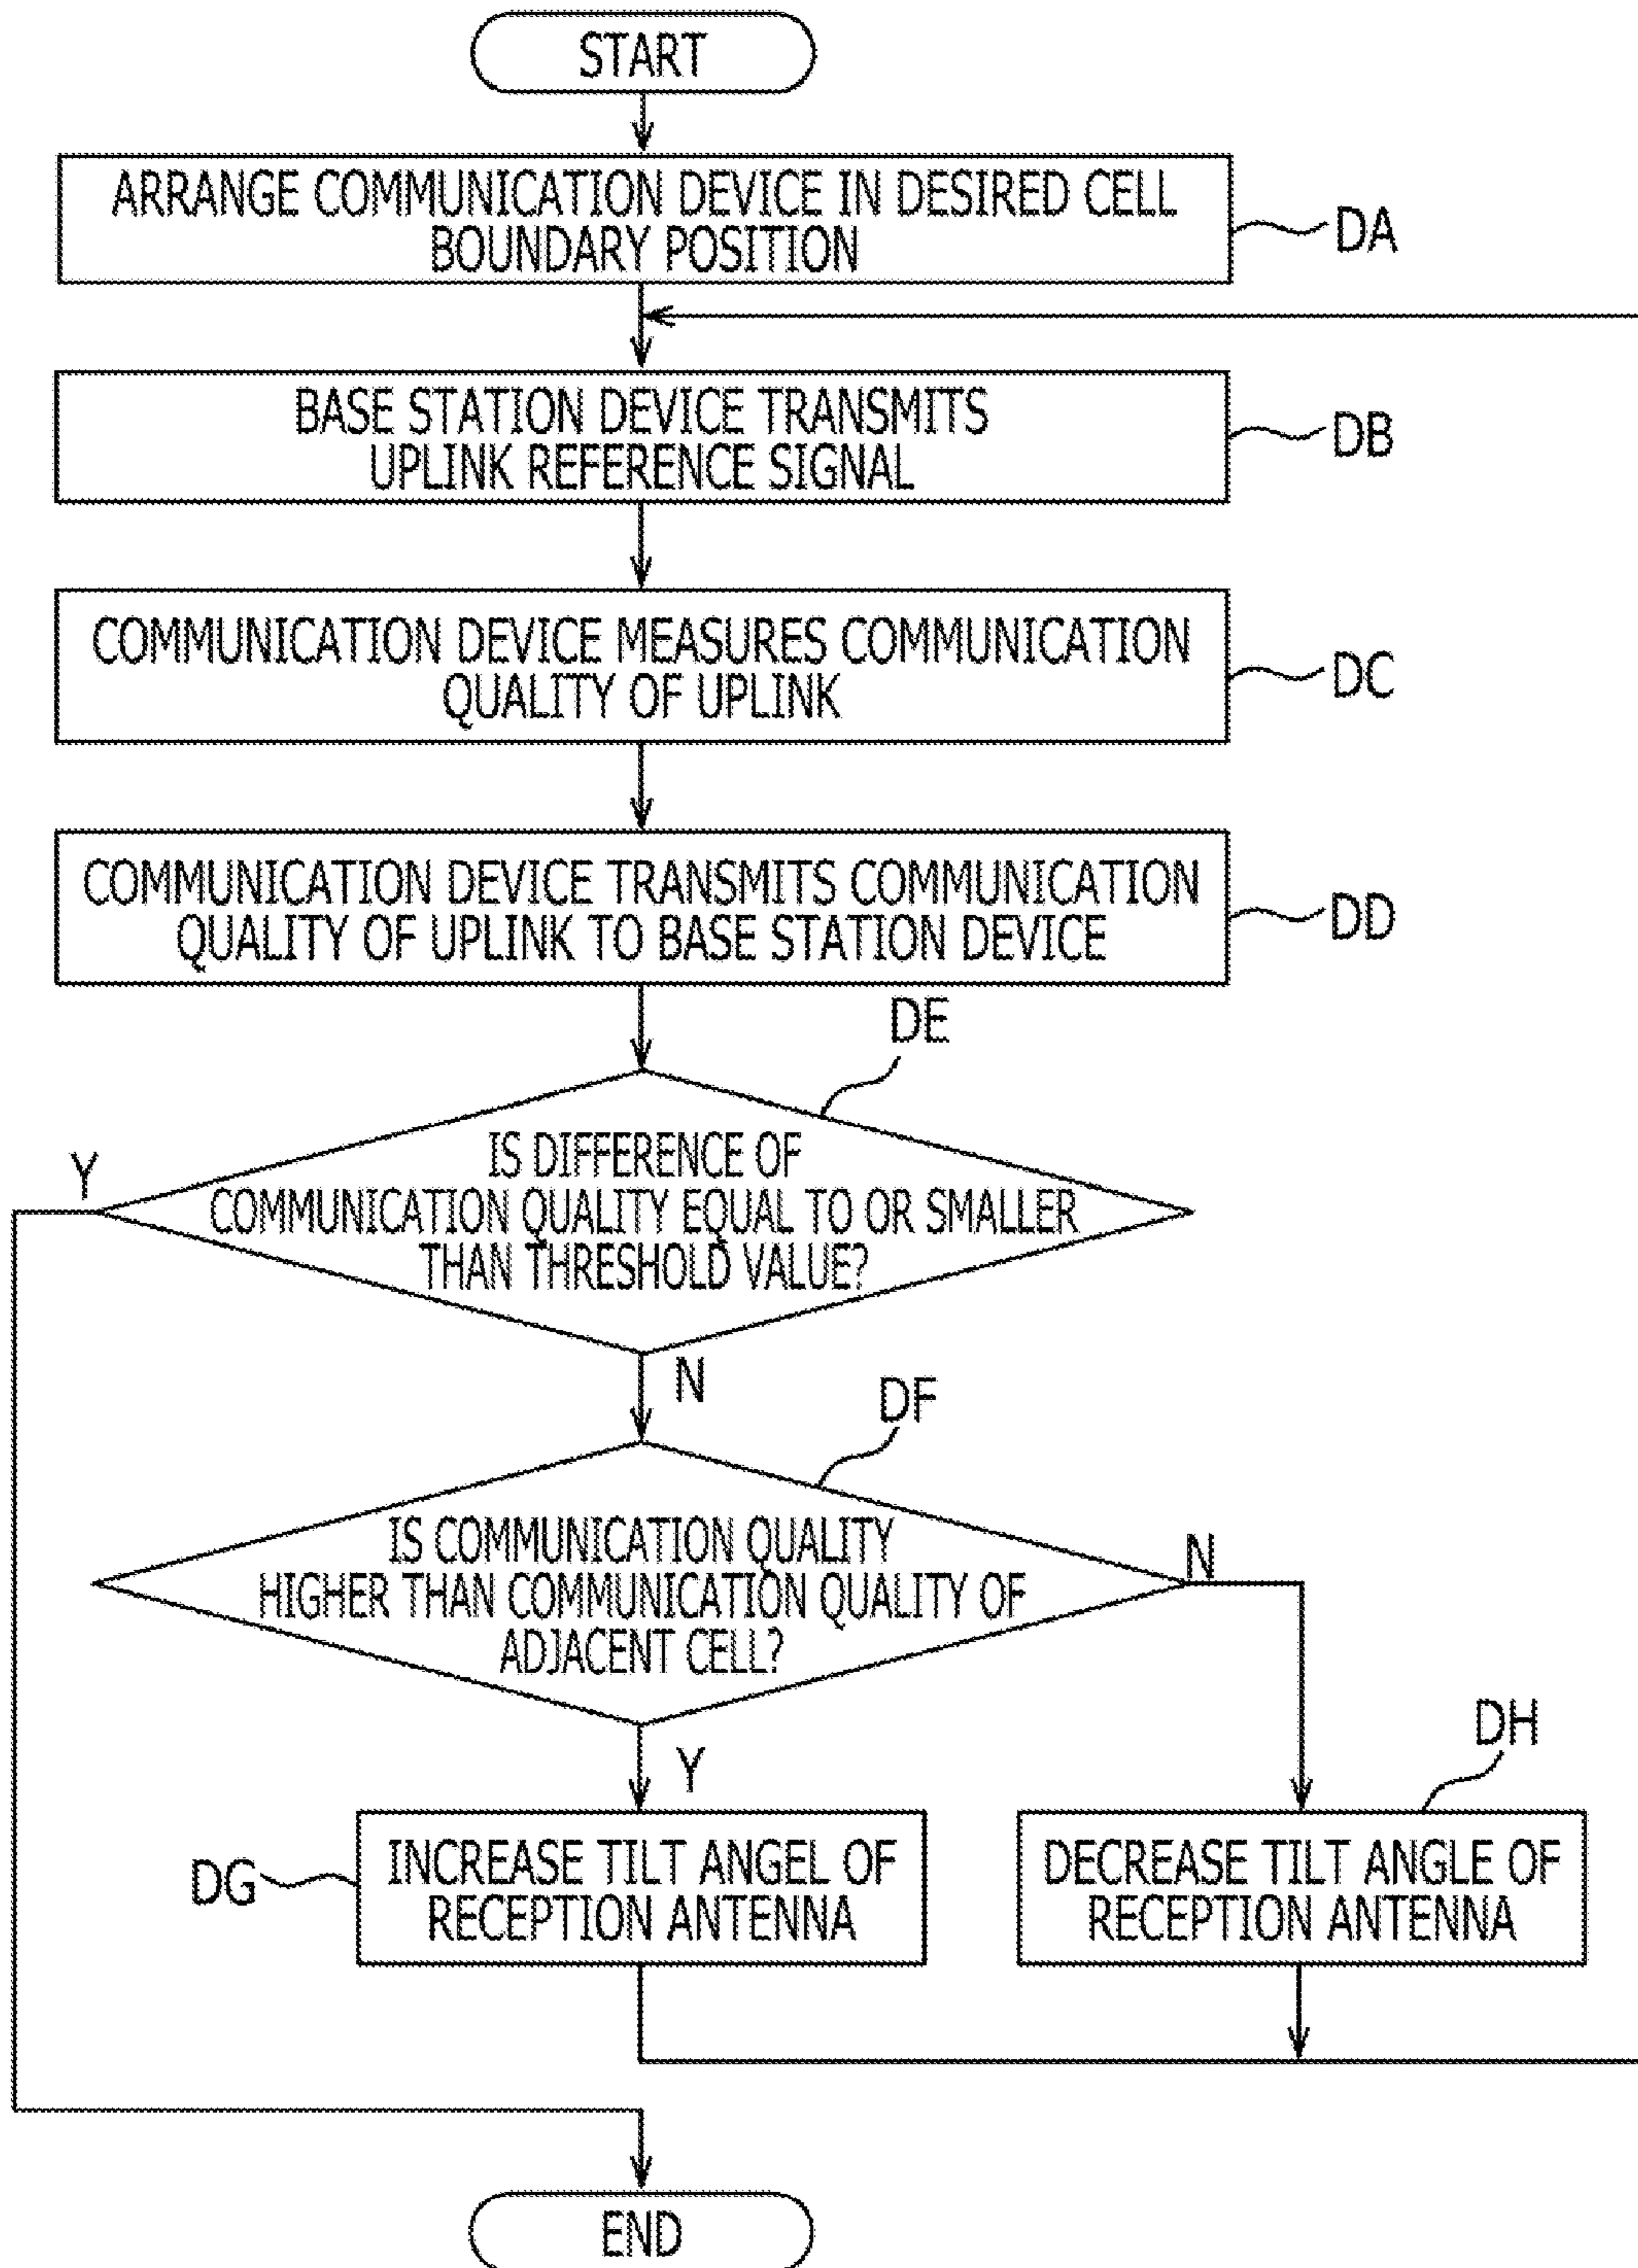 START
ARRANGE COMMUNICATION DEVICE IN DESIRED CELL
BOUNDARY POSITION
DA
BASE STATION DEVICE TRANSMITS
UPLINK REFERENCE SIGNAL
DB
COMMUNICATION DEVICE MEASURES COMMUNICATION
QUALITY OF UPLINK
DC
COMMUNICATION DEVICE TRANSMITS COMMUNICATION
QUALITY OF UPLINK TO BASE STATION DEVICE
DD
DE
Y
IS DIFFERENCE OF
COMMUNICATION QUALITY EQUAL TO OR SMALLER
THAN THRESHOLD VALUE?
N
DF
IS COMMUNICATION QUALITY
HIGHER THAN COMMUNICATION QUALITY OF
ADJACENT CELL?
N
Y
DH
DG
INCREASE TILT ANGEL OF
RECEPTION ANTENNA
DECREASE TILT ANGLE OF
RECEPTION ANTENNA
END